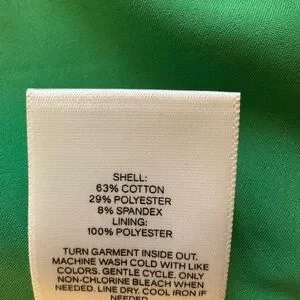 SHELL:
63% COTTON
29% POLYESTER
8% SPANDEX
LINING:
100% POLYESTER
TURN GARMENT INSIDE OUT.
MACHINE WASH COLD WITH LIKE
COLORS. GENTLE CYCLE. ONLY
NON-CHLORINE BLEACH WHEN
NEEDED. LINE DRY. COOL IRON IF
NEEDED.